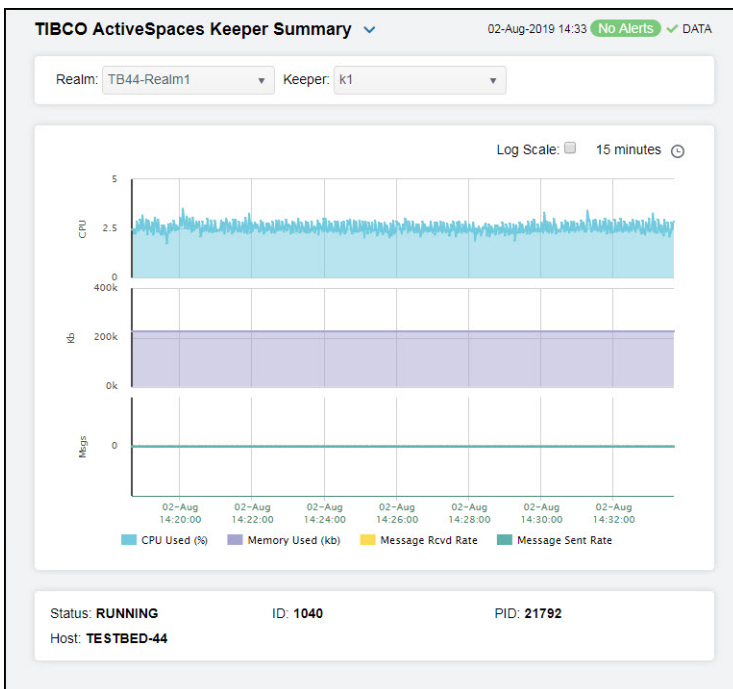 TIBCO ActiveSpaces Keeper Summary 02-Aug-2019 14:33 No Alerts DATA
Realm: TB44-Realm1 Keeper: k1
Log Scale: 15 minutes
5
CPU
2.5
0
400k
Kb
200k
0k
Msgs
0
02-Aug 02-Aug 02-Aug 02-Aug 02-Aug 02-Aug 02-Aug
14:20:00 14:22:00 14:24:00 14:26:00 14:28:00 14:30:00 14:32:00
CPU Used (%) Memory Used (kb) Message Rcvd Rate Message Sent Rate
Status: RUNNING ID: 1040 PID: 21792
Host: TESTBED-44